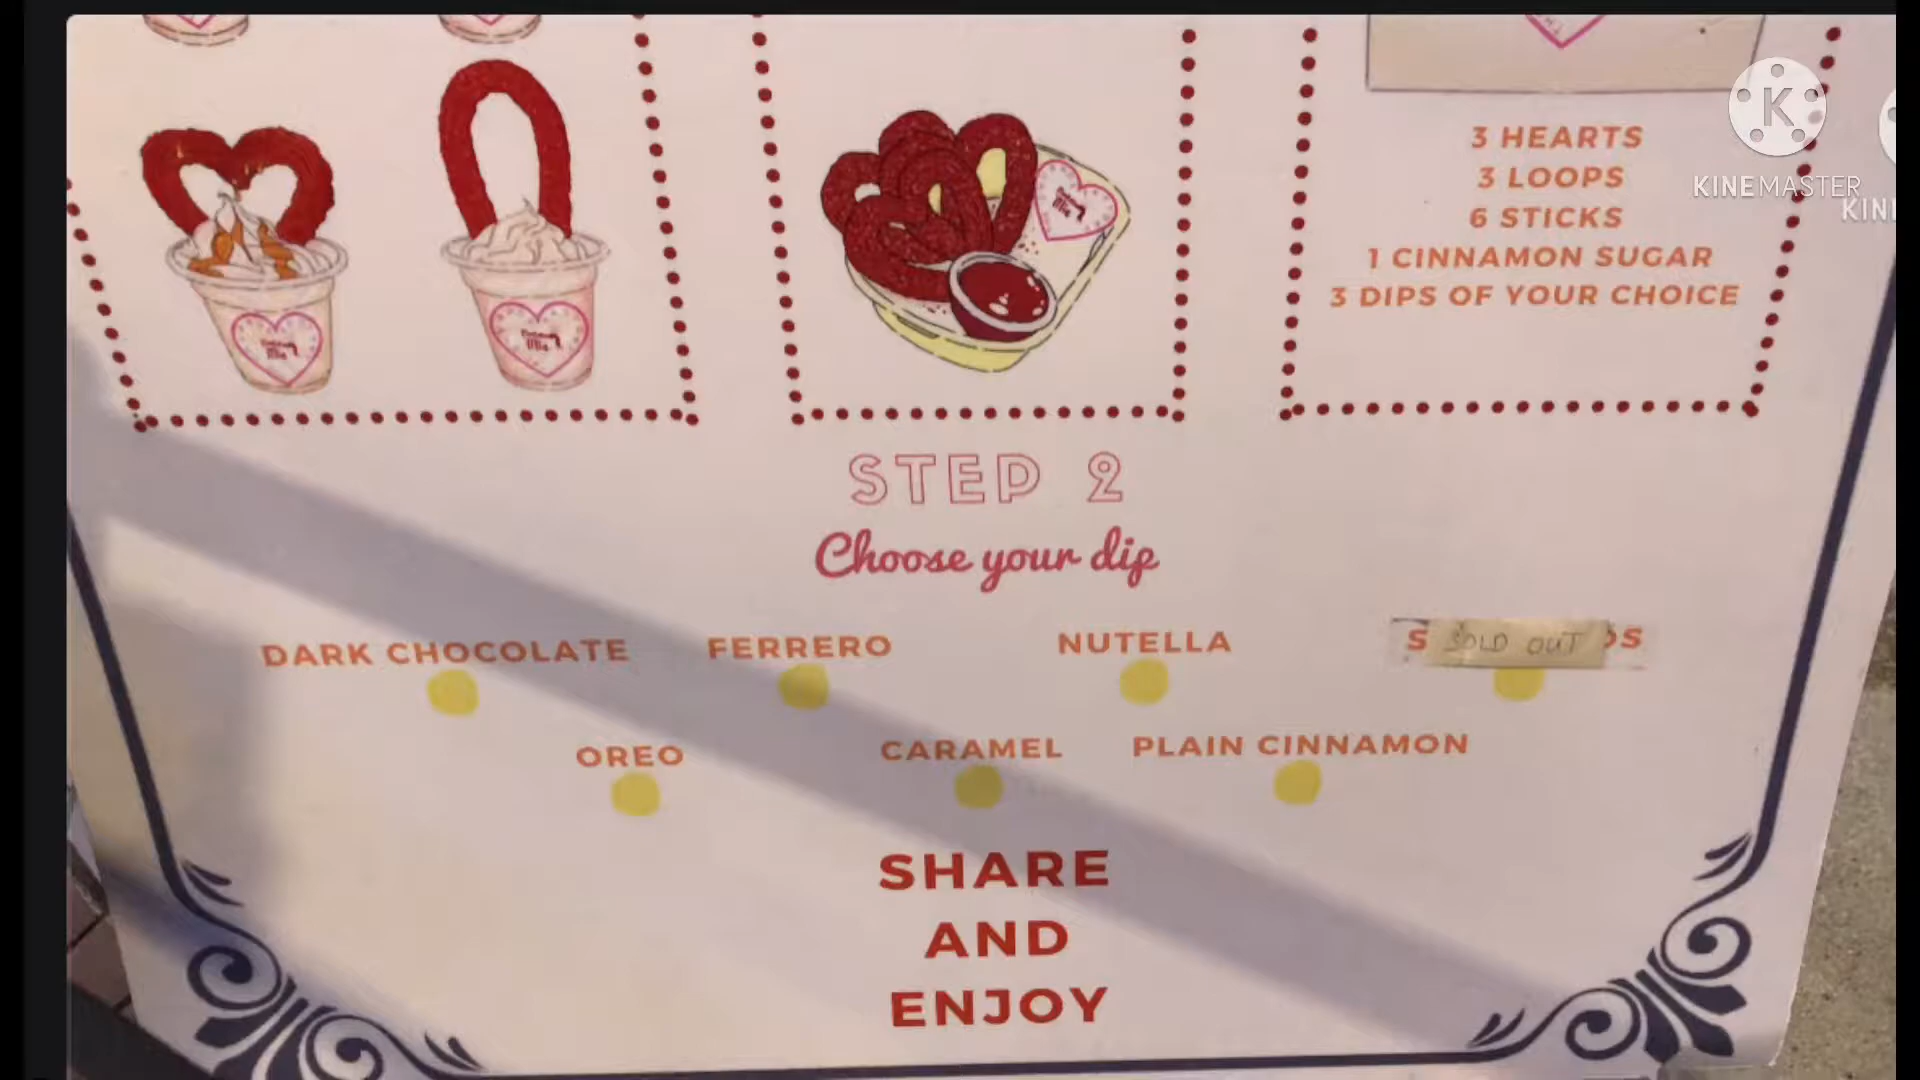 3 HEARTS
3 LOOPS
6 STICKS
1 CINNAMON SUGAR
3 DIPS OF YOUR CHOICE
KINEMASTER
KINE
STEP 2
Choose your dip
DARK CHOCOLATE FERRERO NUTELLA SOLD OUT
OREO CARAMEL PLAIN CINNAMON
SHARE
AND
ENJOY